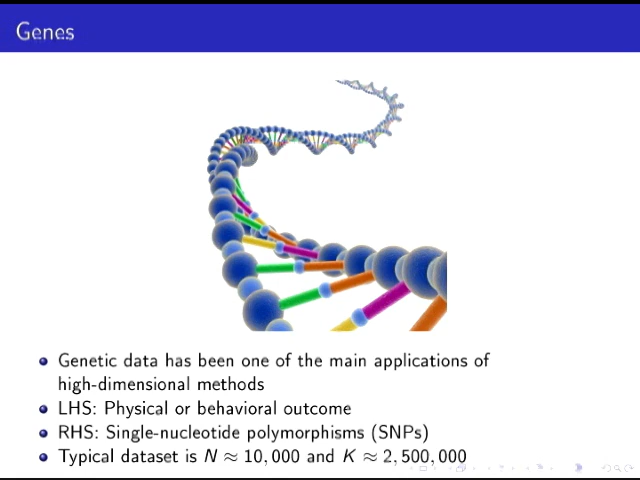 Genes
Genetic data has been one of the main applications of
high-dimensional methods
LHS: Physical or behavioral outcome
RHS: Single-nucleotide polymorphisms (SNPs)
Typical dataset is N ≈ 10,000 and K ≈ 2,500,000